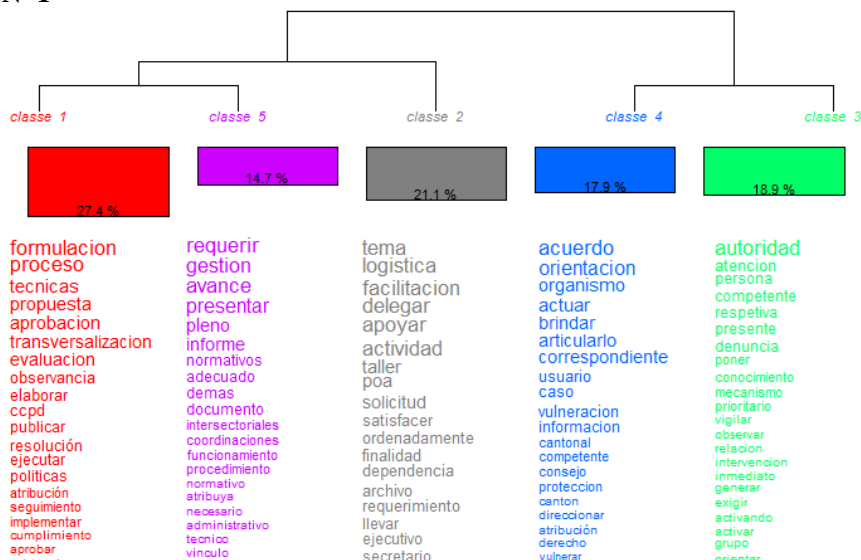 classe 1
classe 5
classe 2
classe 4
classe 3
27.4 %
14.7 %
21.1 %
17.9 %
18.9 %
formulacion
proceso
tecnicas
propuesta
aprobacion
transversalizacion
evaluacion
observancia
elaborar
ccpd
publicar
resolución
ejecutar
politicas
atribución
seguimiento
implementar
cumplimiento
aprobar
requerir
gestion
avance
presentar
pleno
informe
normativos
adecuado
demas
documento
intersectoriales
coordinaciones
funcionamiento
procedimiento
normativo
atribuya
necesario
administrativo
tecnico
vinculo
tema
logistica
facilitacion
delegar
apoyar
actividad
taller
poa
solicitud
satisfacer
ordenadamente
finalidad
dependencia
archivo
requerimiento
llevar
ejecutivo
secretario
acuerdo
orientacion
organismo
actuar
brindar
articularlo
correspondiente
usuario
caso
vulneracion
informacion
cantonal
competente
consejo
proteccion
canton
direccionar
atribución
derecho
vulnerar
autoridad
atencion
persona
competente
respetiva
presente
denuncia
poner
conocimiento
mecanismo
prioritario
vigilar
observar
relacion
intervencion
inmediato
generar
exigir
activando
activar
grupo
orientar